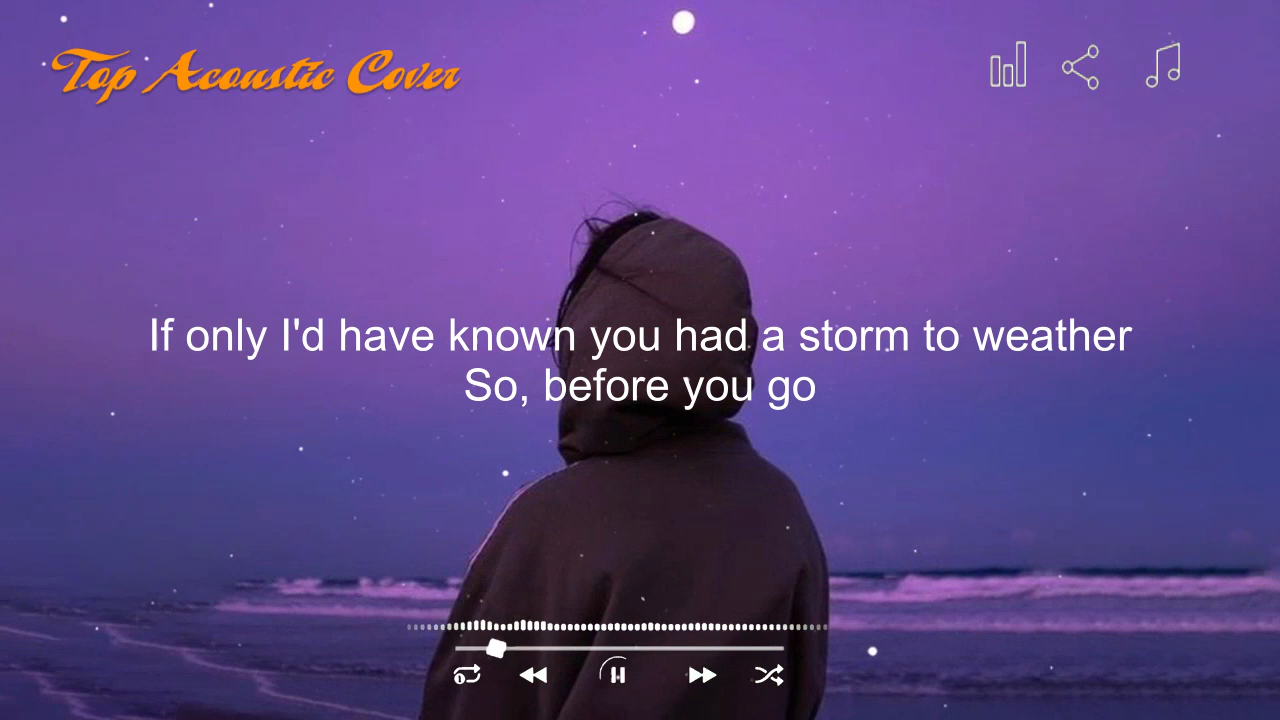 Top Acoustic Cover
If only I'd have known you had a storm to weather
So, before you go